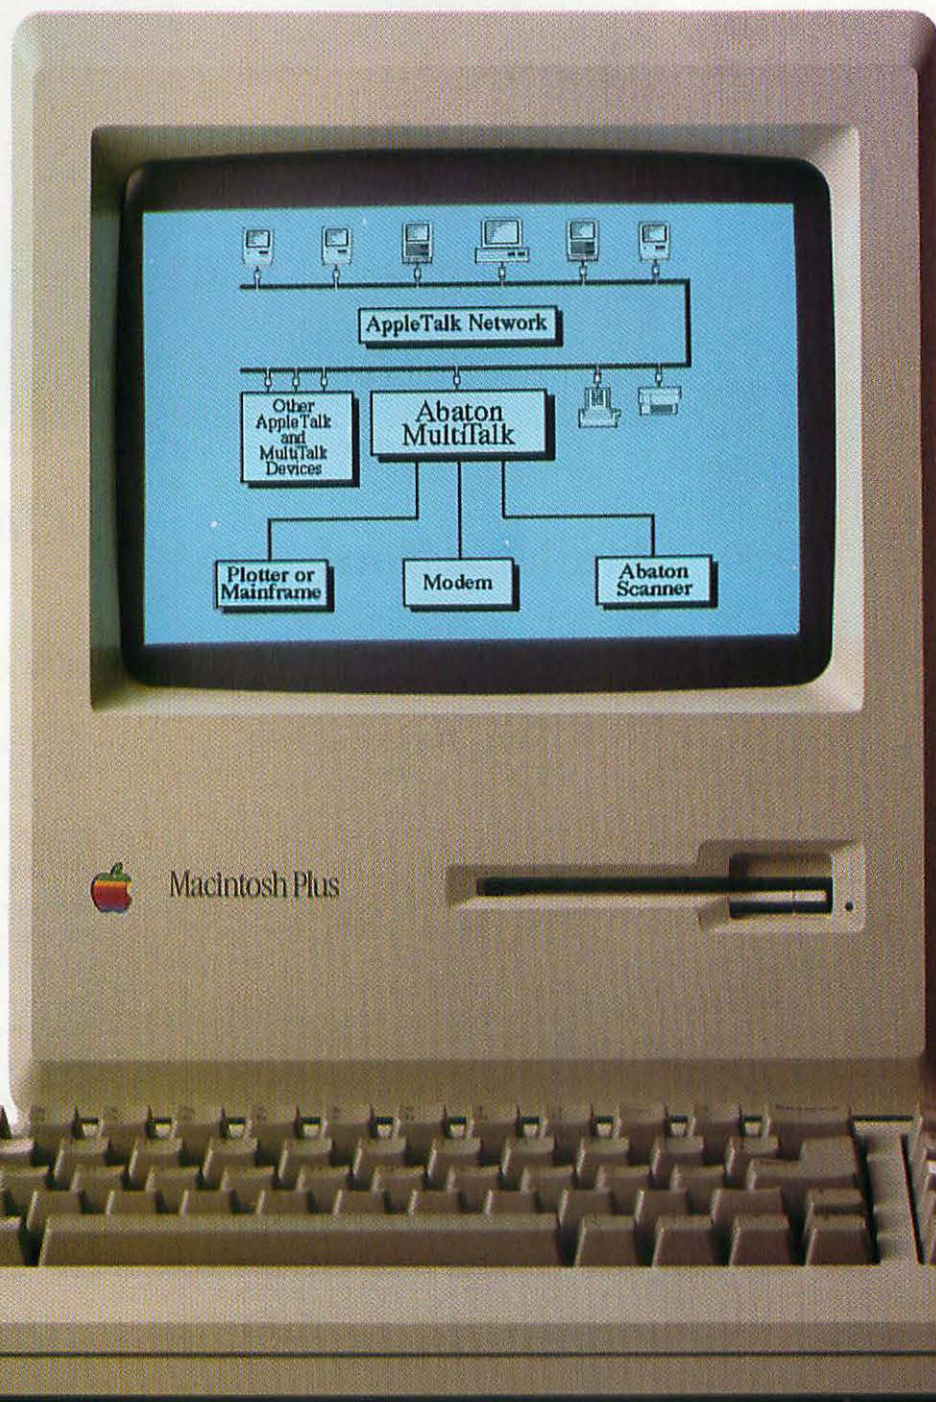 AppleTalk Network
Other
AppleTalk
and
MultiTalk
Devices
Abaton
MultiTalk
Plotter or
Mainframe
Modem
Abaton
Scanner
Macintosh Plus